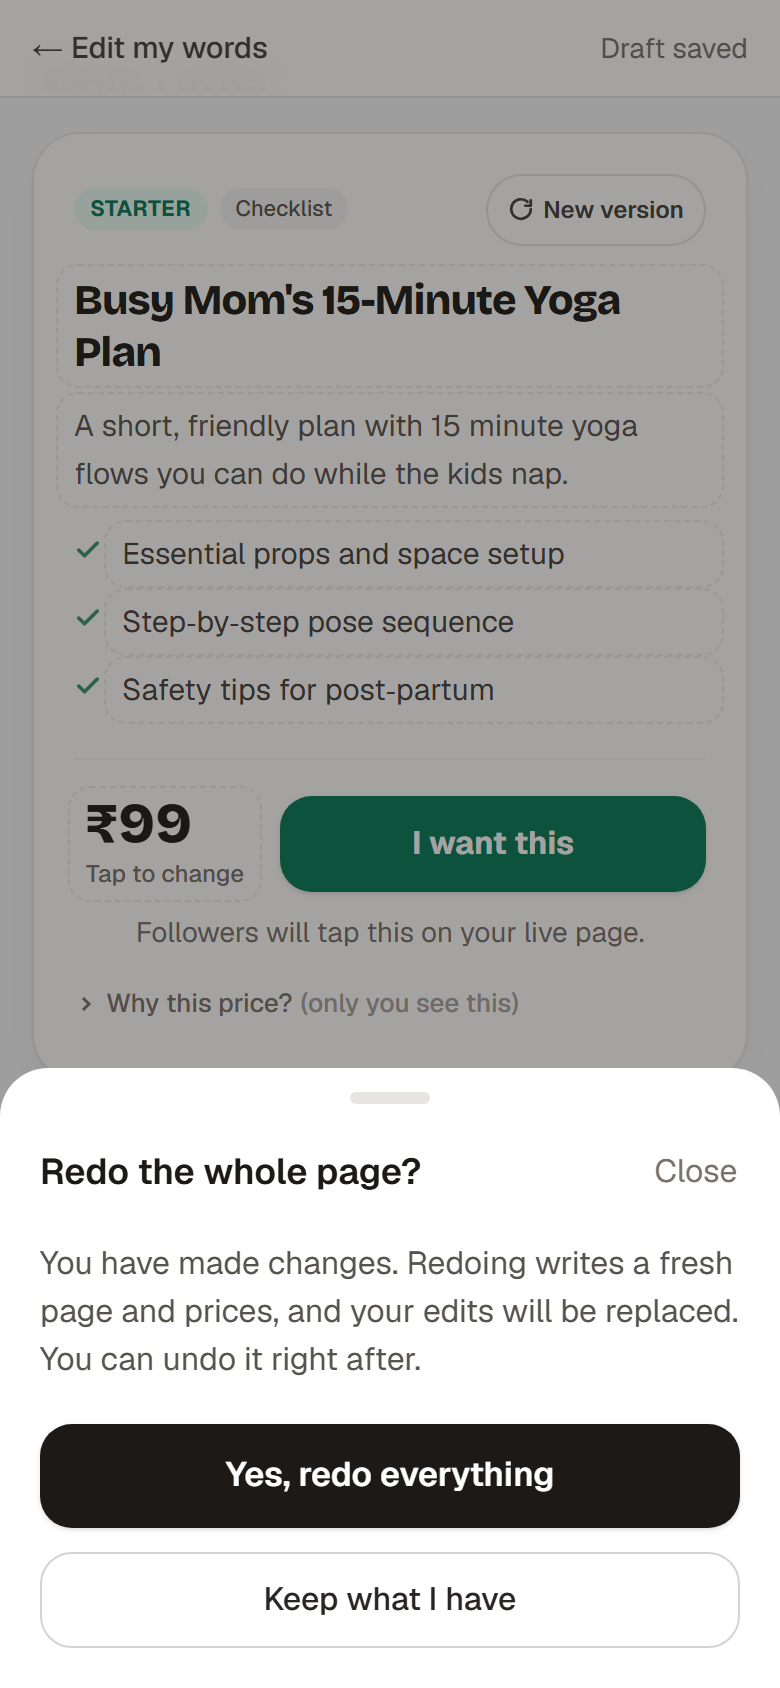 ← Edit my words
Draft saved
STARTER
Checklist
New version
Busy Mom's 15-Minute Yoga
Plan
A short, friendly plan with 15 minute yoga
flows you can do while the kids nap.
Essential props and space setup
Step-by-step pose sequence
Safety tips for post-partum
₹99
Tap to change
I want this
Followers will tap this on your live page.
Why this price? (only you see this)
Redo the whole page?
Close
You have made changes. Redoing writes a fresh
page and prices, and your edits will be replaced.
You can undo it right after.
Yes, redo everything
Keep what I have